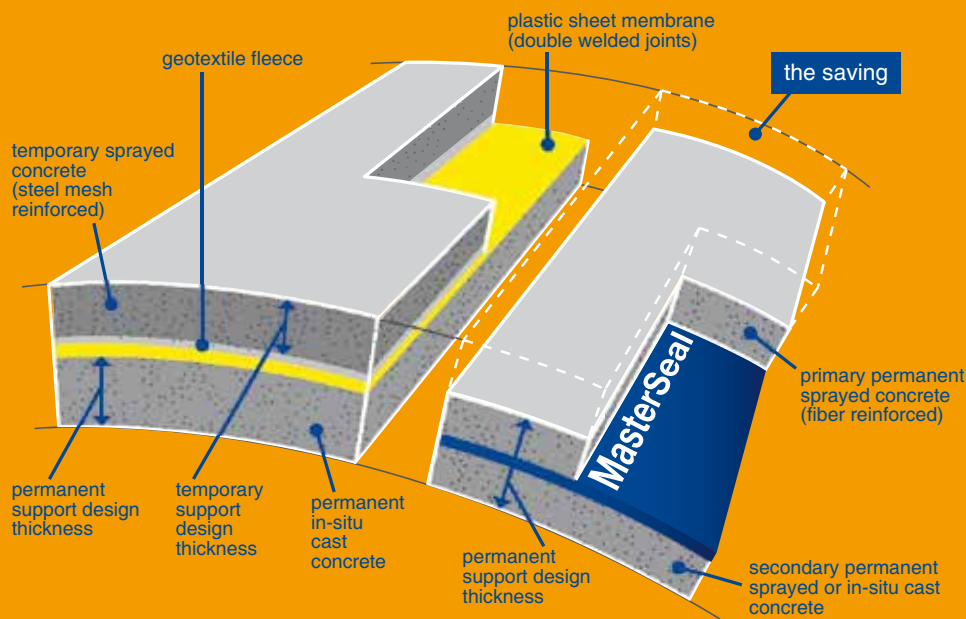 plastic sheet membrane
(double welded joints)
geotextile fleece
the saving
temporary sprayed
concrete
(steel mesh
reinforced)
MasterSeal
primary permanent
sprayed concrete
(fiber reinforced)
permanent
support design
thickness
temporary
support
design
thickness
permanent
in-situ
cast
concrete
permanent
support design
thickness
secondary permanent
sprayed or in-situ cast
concrete